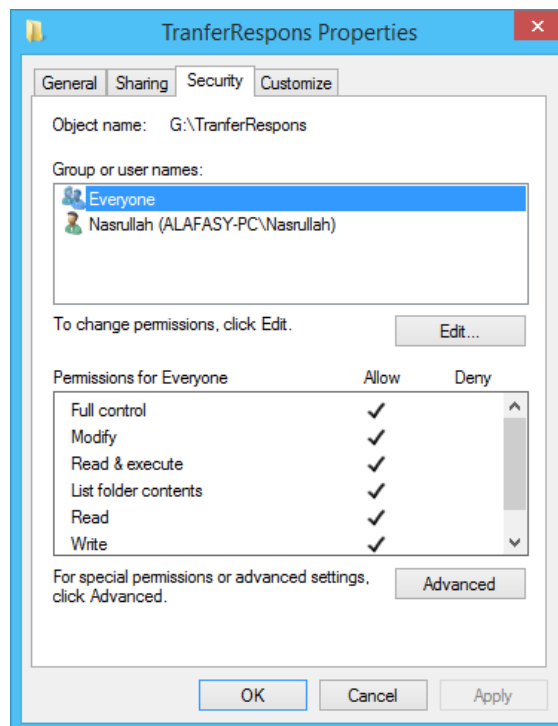 TranferRespons Properties
General Sharing Security Customize
Object name: G:\TranferRespons
Group or user names:
Everyone
Nasrullah (ALAFASY-PC\Nasrullah)
To change permissions, click Edit.
Edit...
Permissions for Everyone Allow Deny
Full control
Modify
Read & execute
List folder contents
Read
Write
For special permissions or advanced settings,
click Advanced.
Advanced
OK Cancel Apply